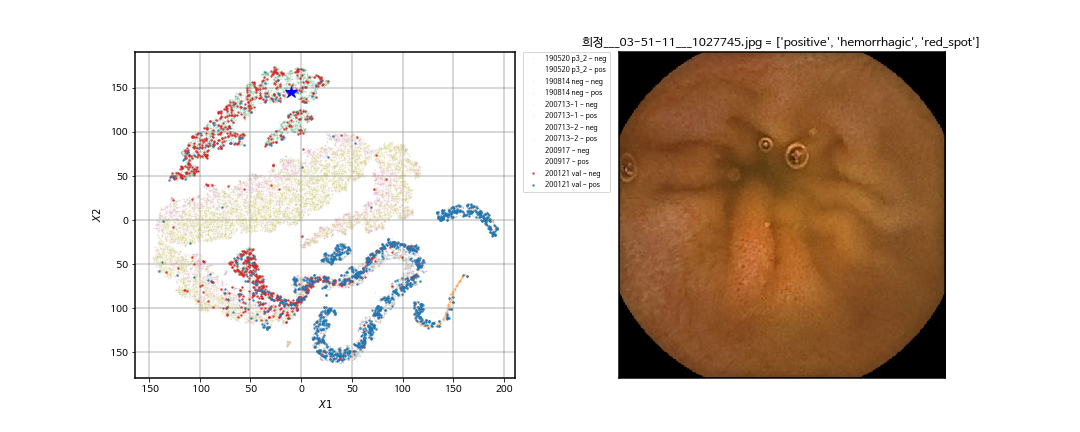 희정___03-51-11___1027745.jpg = ['positive', 'hemorrhagic', 'red_spot']
190520 p3_2 - neg
190520 p3_2 - pos
190814 neg - neg
190814 neg - pos
200713-1 - neg
200713-1 - pos
200713-2 - neg
200713-2 - pos
200917 - neg
200917 - pos
200121 val - neg
200121 val - pos
150
100
50
0
50
100
150
X2
150 100 50 0 50 100 150 200
X1